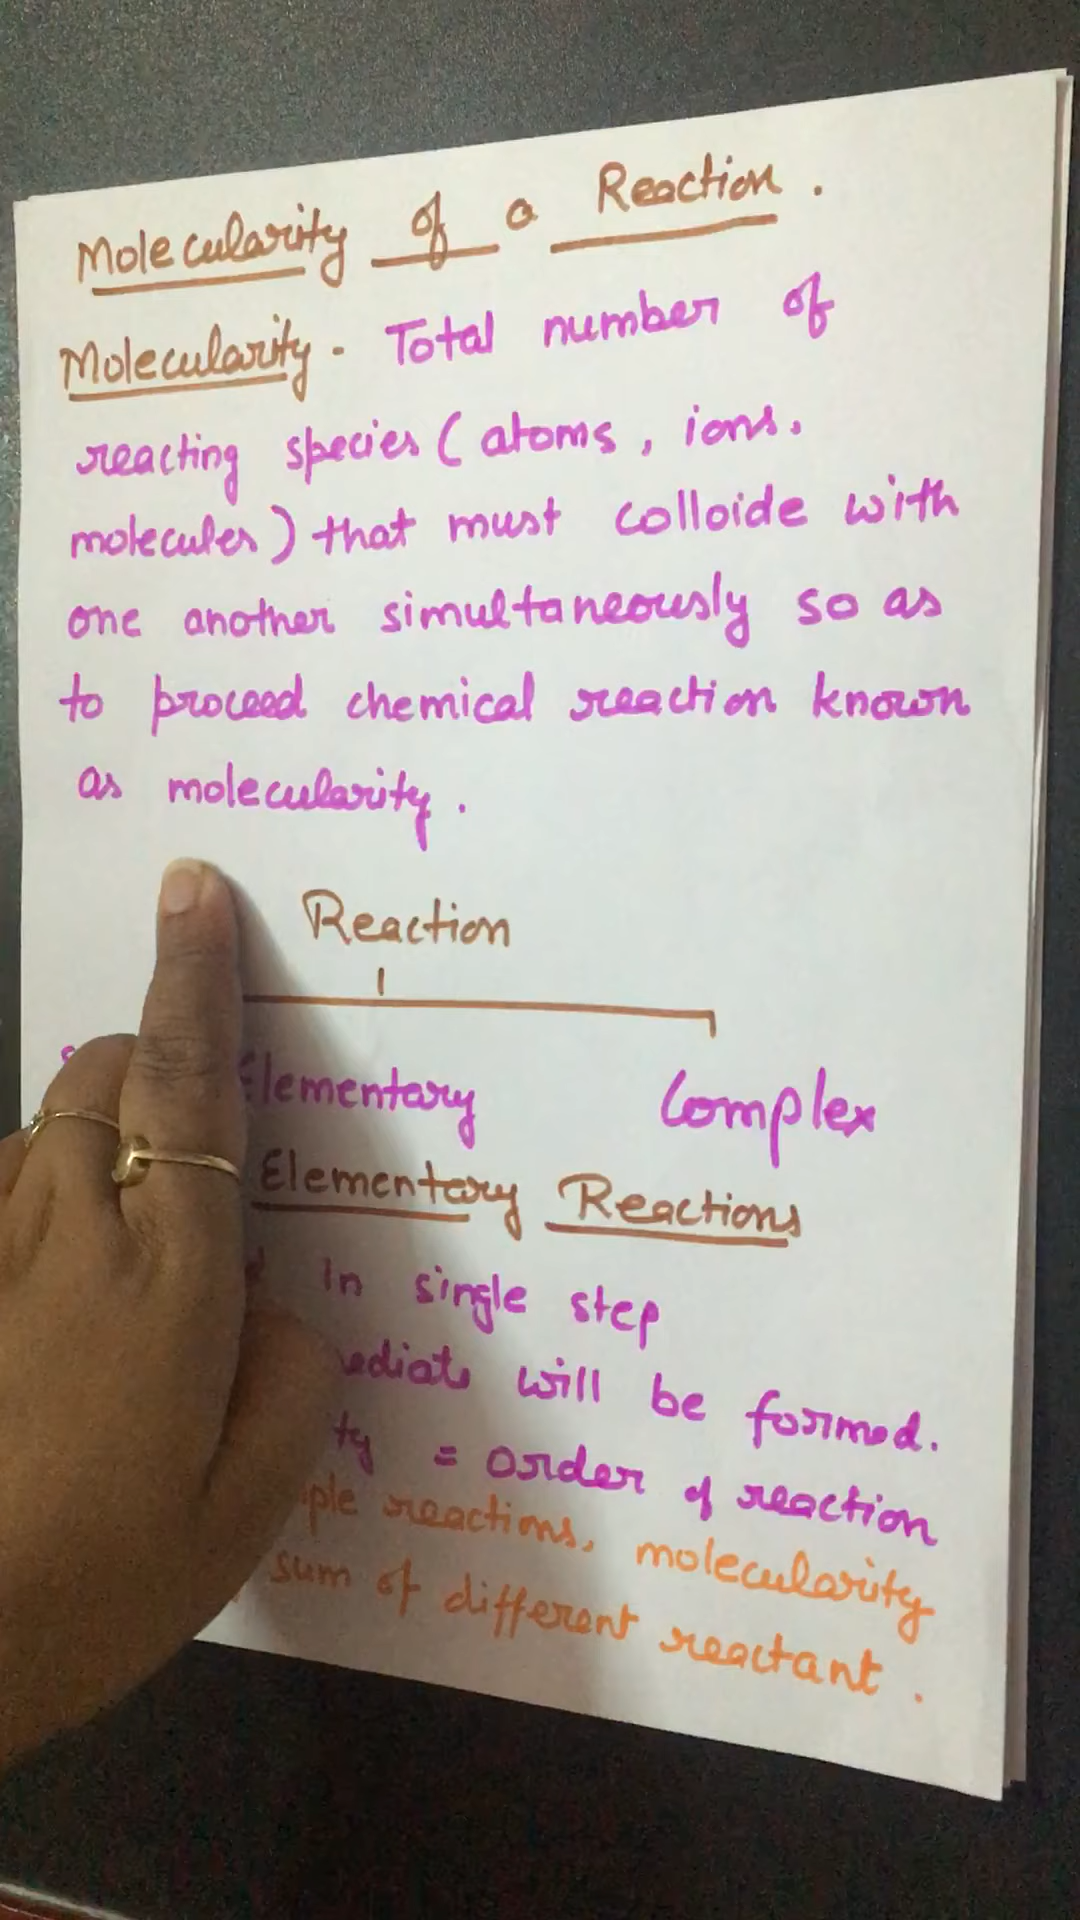 Molecularity of a Reaction.
Molecularity. Total number of
reacting species (atoms, ions.
molecules) that must colloide with
one another simultaneously so as
to proceed chemical reaction known
as molecularity.
Reaction
Elementary Complex
Elementary Reactions
in single step
will be formed.
= order of reaction
reactions, molecularity
sum of different reactant.